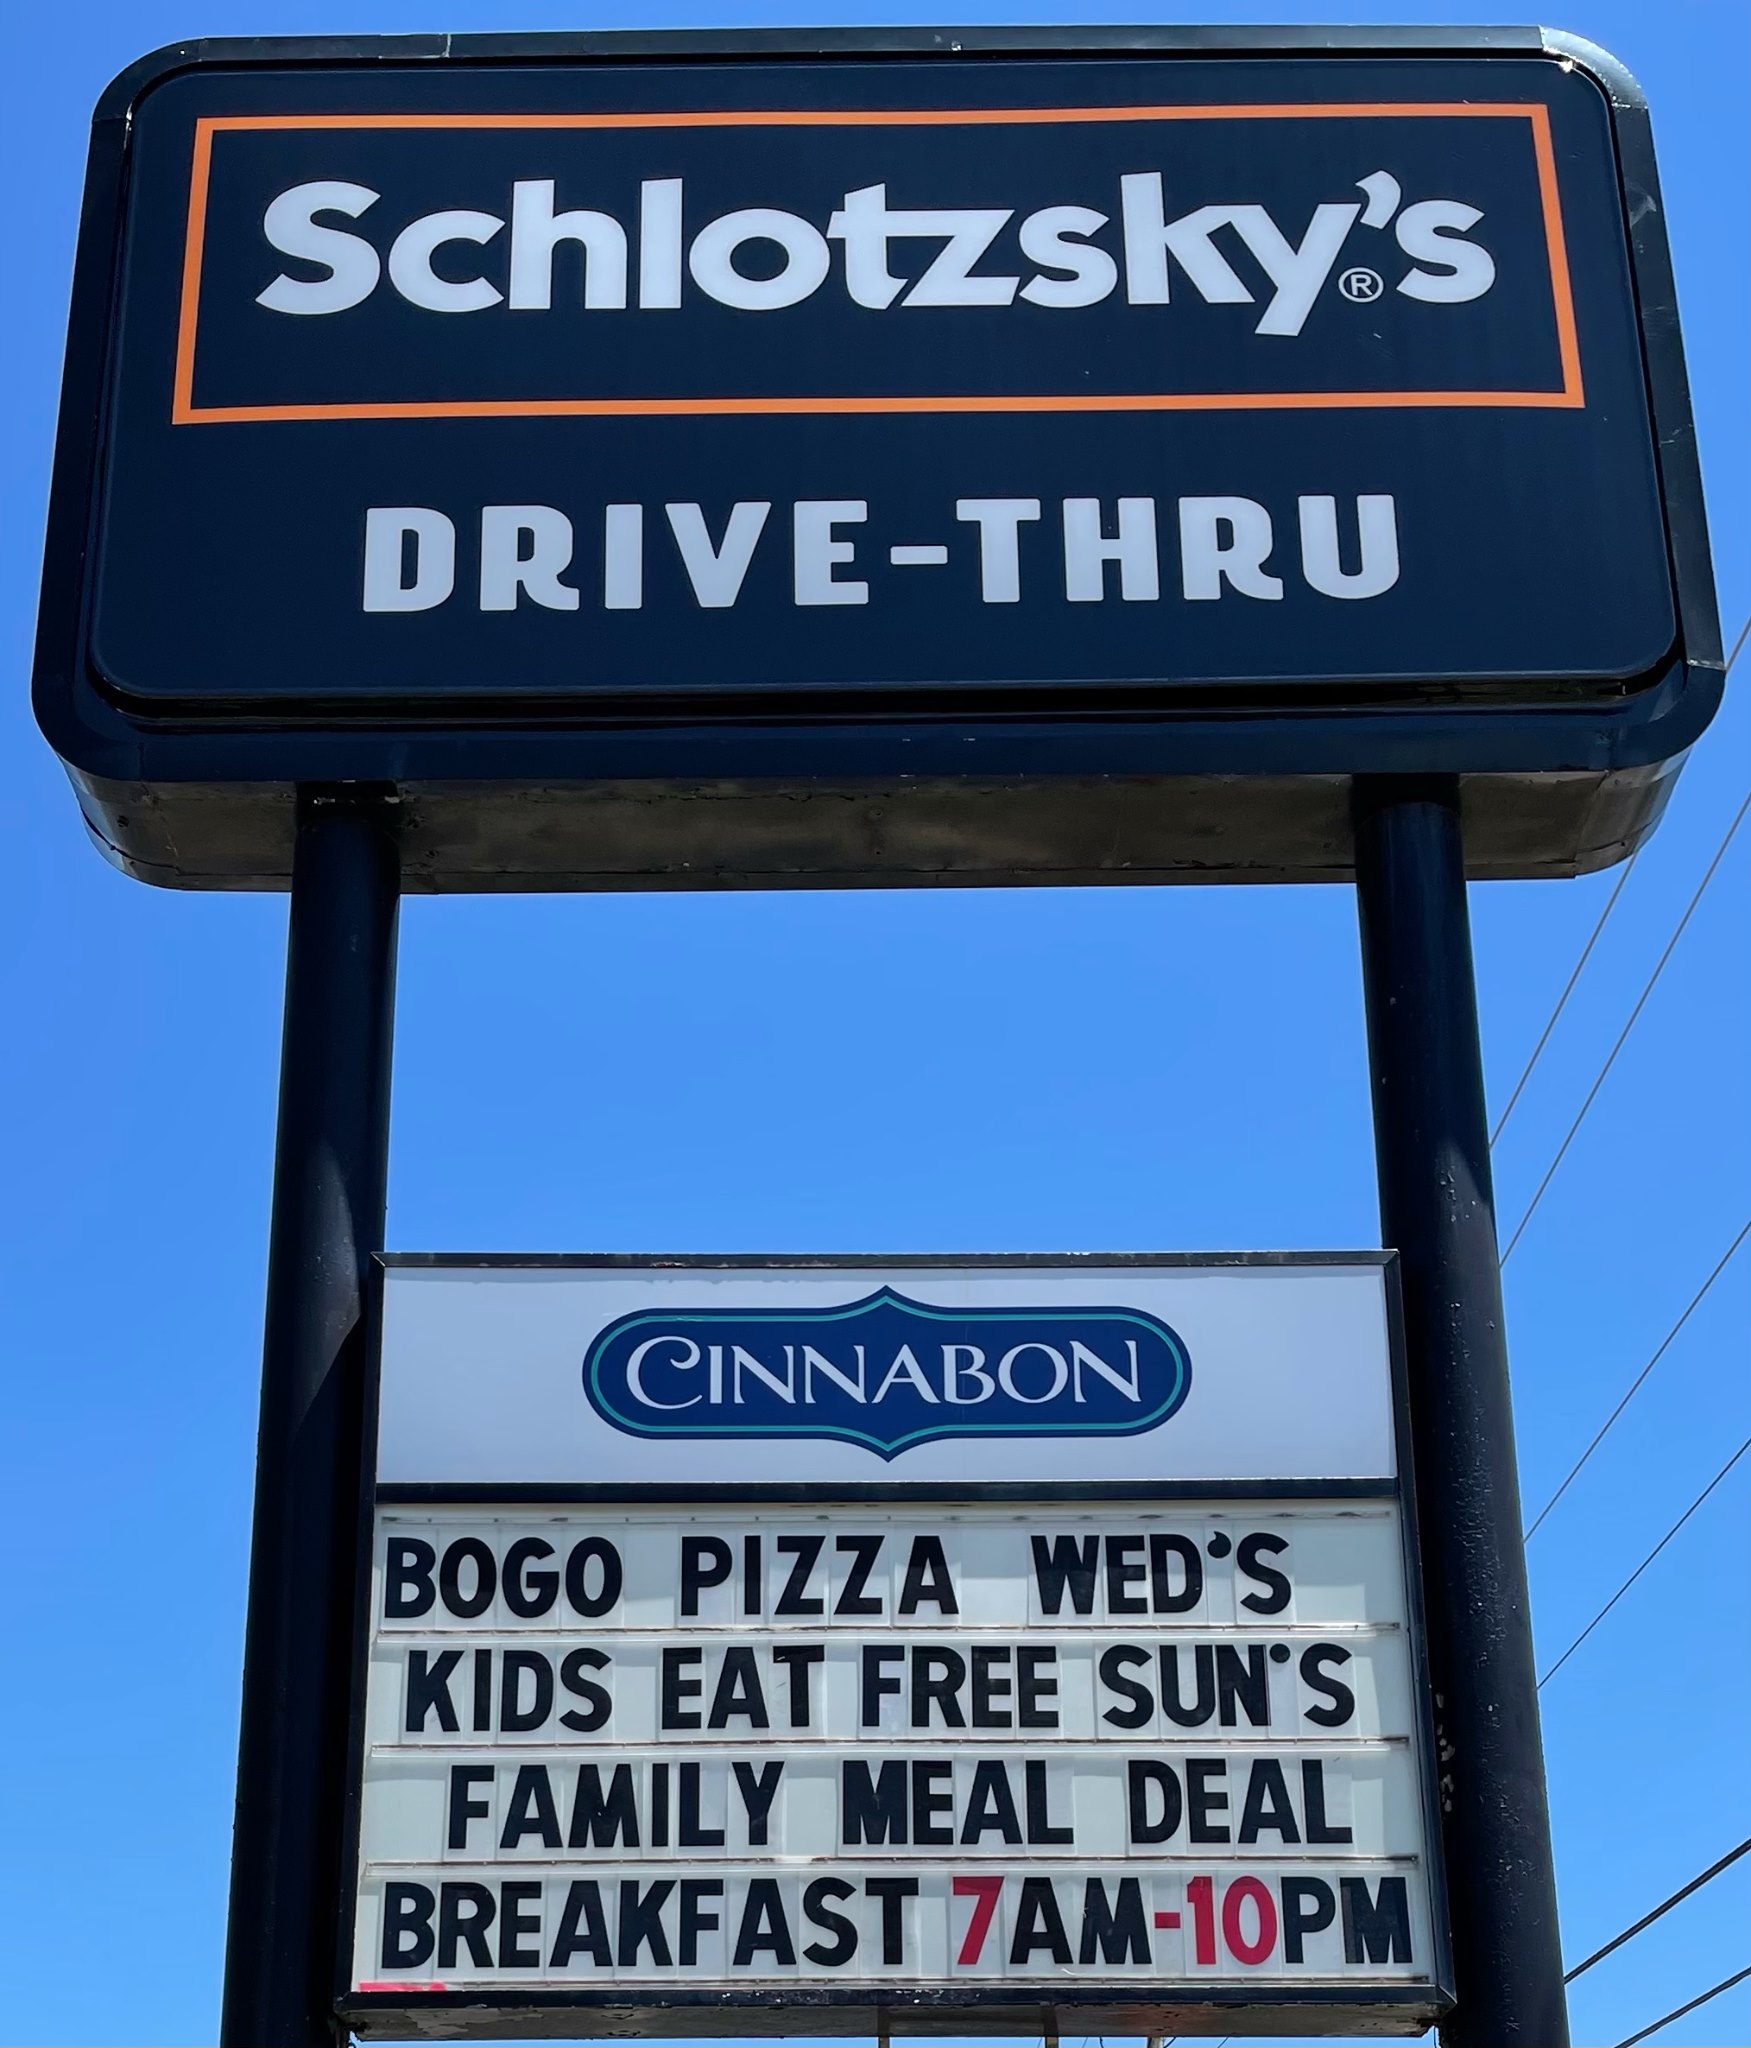 Schlotzsky's®
DRIVE-THRU
CINNABON
BOGO PIZZA WED'S
KIDS EAT FREE SUN'S
FAMILY MEAL DEAL
BREAKFAST 7AM-10PM